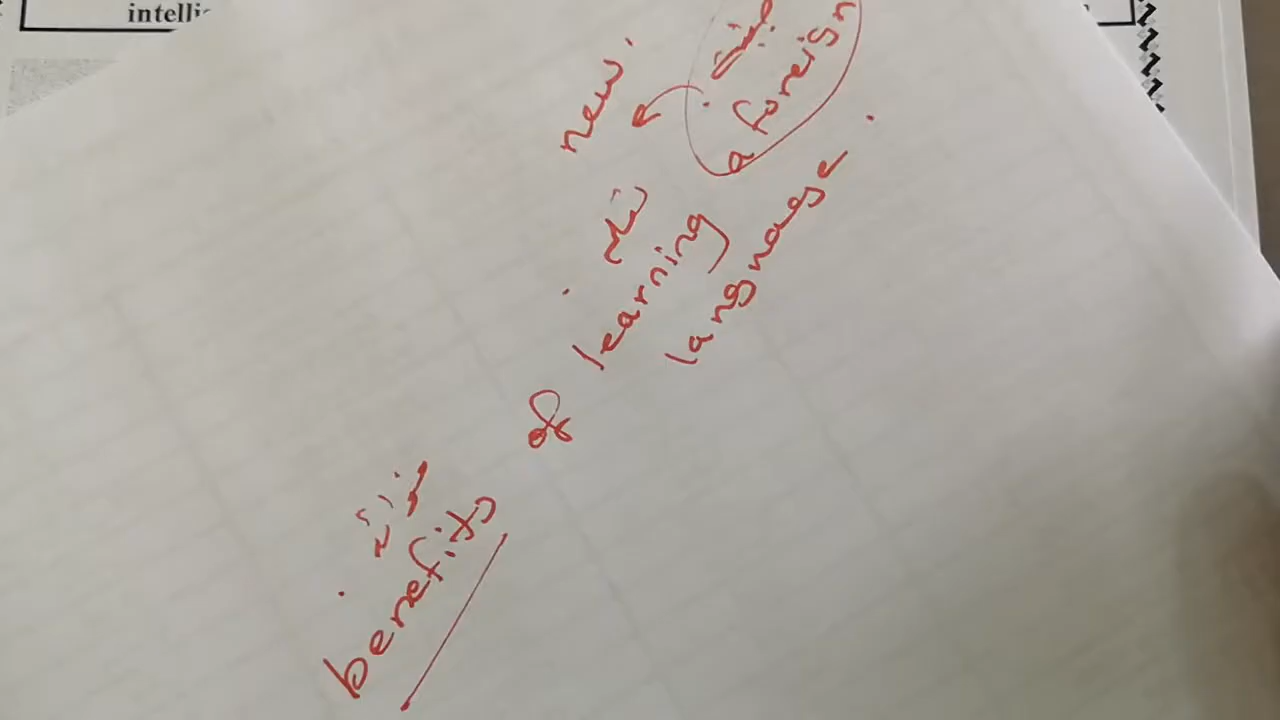 intelli
new.
benefits of learning a foreign
language.